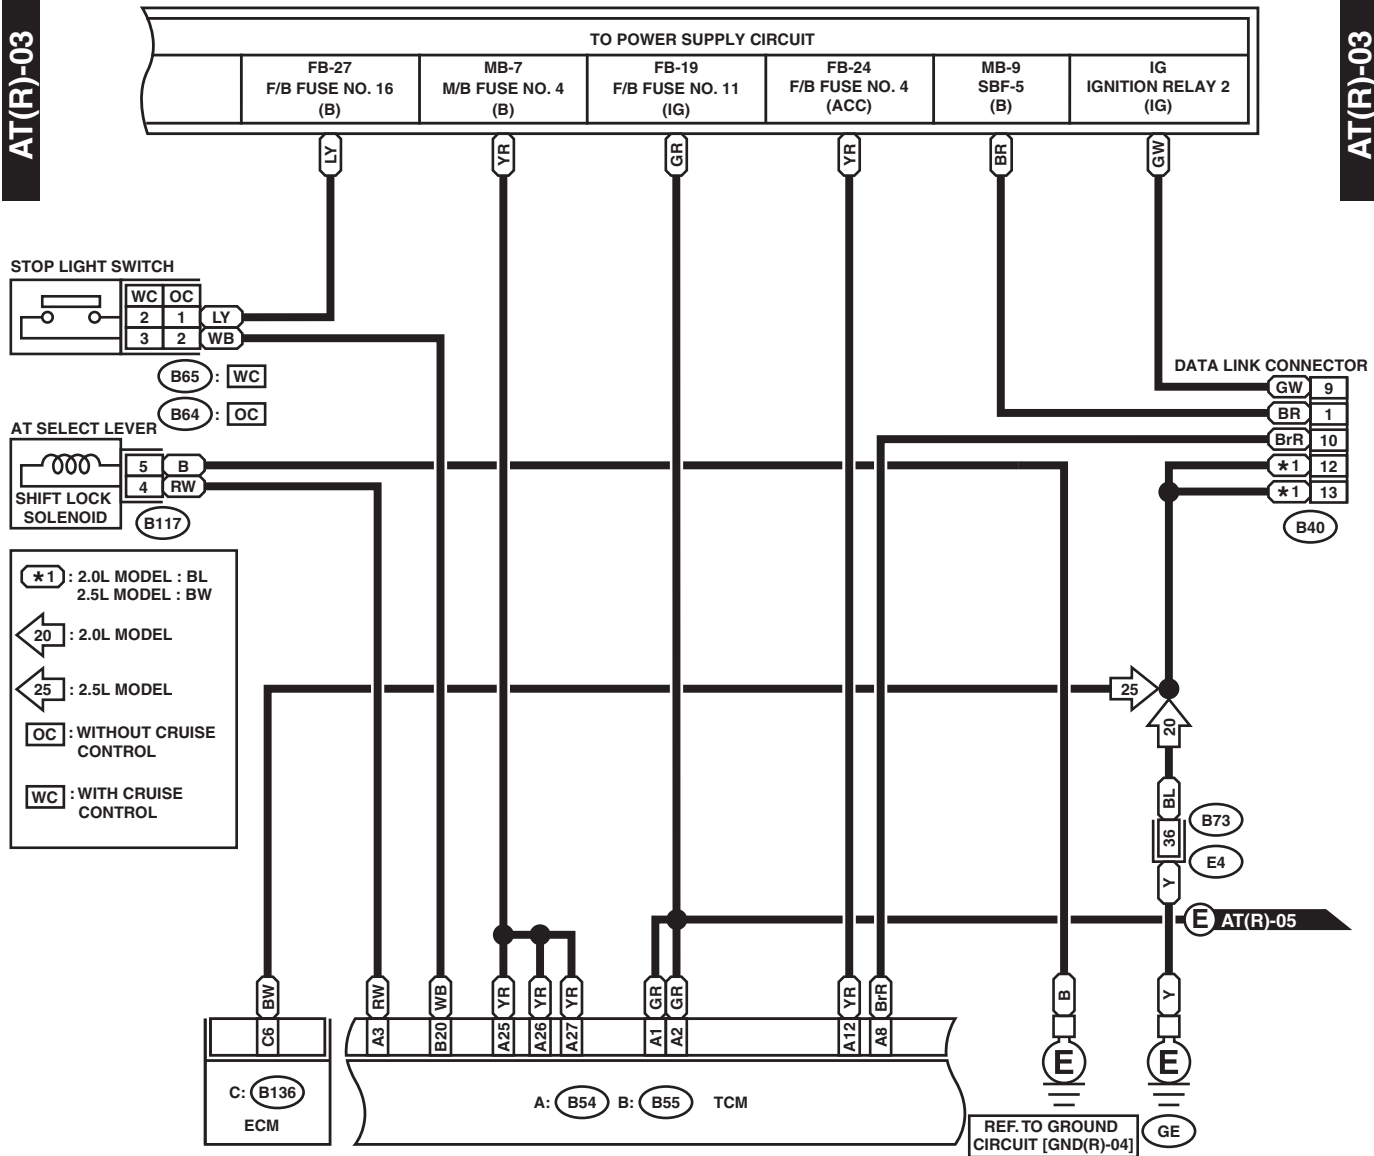 AT(R)-03
AT(R)-03
TO POWER SUPPLY CIRCUIT
FB-27
F/B FUSE NO. 16
(B)
MB-7
M/B FUSE NO. 4
(B)
FB-19
F/B FUSE NO. 11
(IG)
FB-24
F/B FUSE NO. 4
(ACC)
MB-9
SBF-5
(B)
IG
IGNITION RELAY 2
(IG)
LY
YR
GR
YR
BR
GW
STOP LIGHT SWITCH
WC OC
2 1 LY
3 2 WB
B65 : WC
B64 : OC
AT SELECT LEVER
5 B
4 RW
SHIFT LOCK
SOLENOID
B117
DATA LINK CONNECTOR
GW 9
BR 1
BrR 10
*1 12
*1 13
B40
*1 : 2.0L MODEL : BL
2.5L MODEL : BW
20 : 2.0L MODEL
25 : 2.5L MODEL
OC : WITHOUT CRUISE
CONTROL
WC : WITH CRUISE
CONTROL
25
20
BL
36
B73
E4
Y
E AT(R)-05
BW
RW
WB
YR
YR
YR
GR
GR
YR
BrR
B
Y
C6
A3
B20
A25
A26
A27
A1
A2
A12
A8
E
E
C: B136
ECM
A: B54 B: B55 TCM
REF. TO GROUND
CIRCUIT [GND(R)-04]
GE